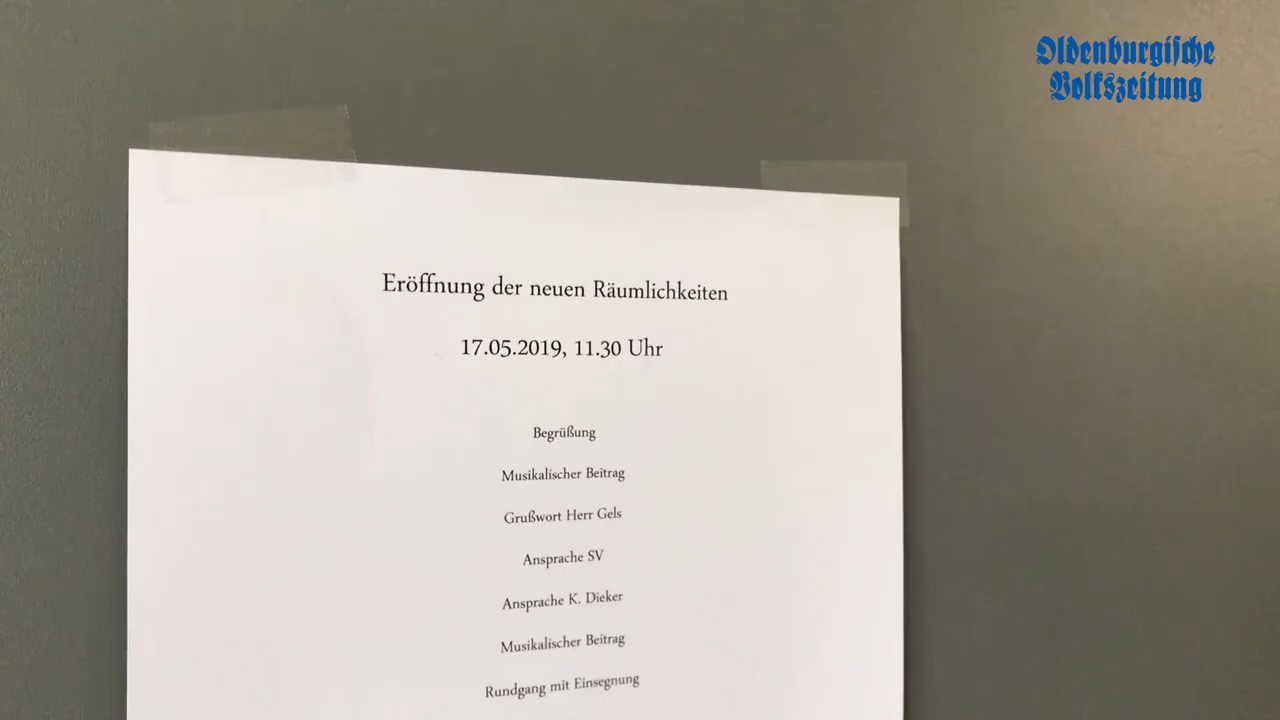 Oldenburgische
Volkszeitung
Eröffnung der neuen Räumlichkeiten
17.05.2019, 11.30 Uhr
Begrüßung
Musikalischer Beitrag
Grußwort Herr Gels
Ansprache SV
Ansprache K. Dieker
Musikalischer Beitrag
Rundgang mit Einsegnung